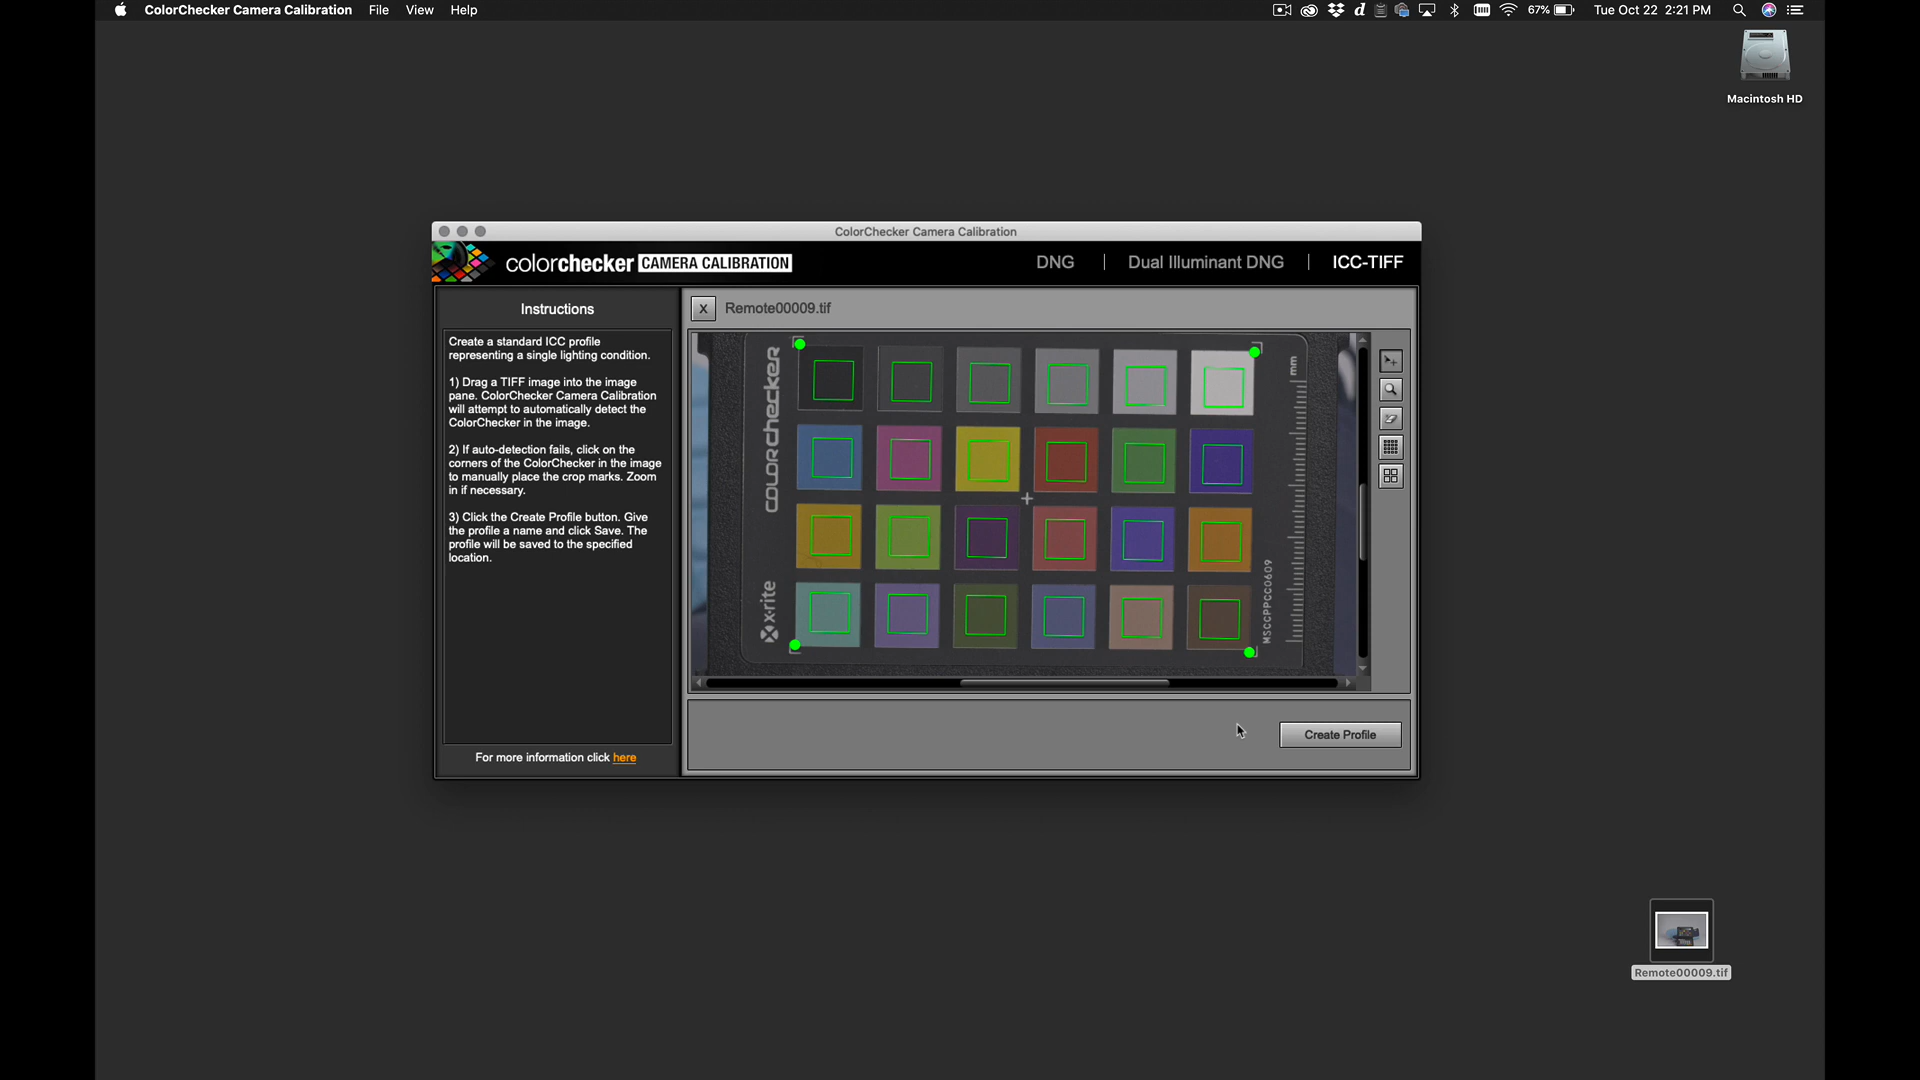 ColorChecker Camera Calibration File View Help
67% Tue Oct 22 2:21 PM
Macintosh HD
ColorChecker Camera Calibration
colorchecker CAMERA CALIBRATION
DNG | Dual Illuminant DNG | ICC-TIFF
Instructions
Create a standard ICC profile
representing a single lighting condition.
1) Drag a TIFF image into the image
pane. ColorChecker Camera Calibration
will attempt to automatically detect the
ColorChecker in the image.
2) If auto-detection fails, click on the
corners of the ColorChecker in the image
to manually place the crop marks. Zoom
in if necessary.
3) Click the Create Profile button. Give
the profile a name and click Save. The
profile will be saved to the specified
location.
For more information click here
X Remote00009.tif
colorchecker
x-rite
mm
MSCCPPCC0609
Create Profile
Remote00009.tif